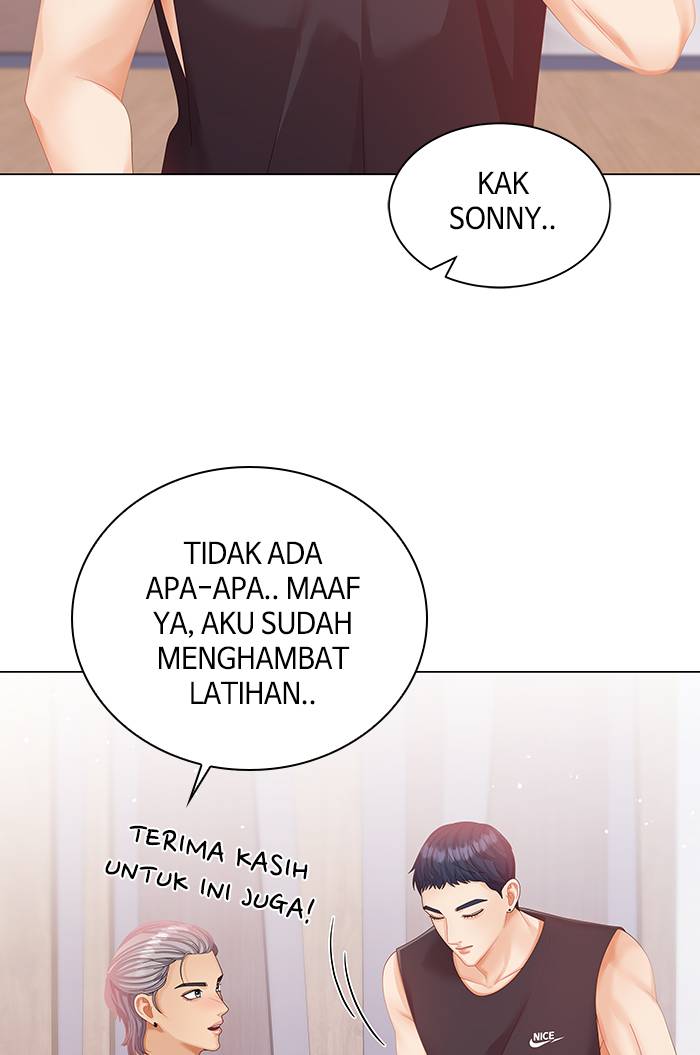 KAK
SONNY..
TIDAK ADA
APA-APA.. MAAF
YA, AKU SUDAH
MENGHAMBAT
LATIHAN..
TERIMA KASIH
UNTUK INI JUGA!
NICE